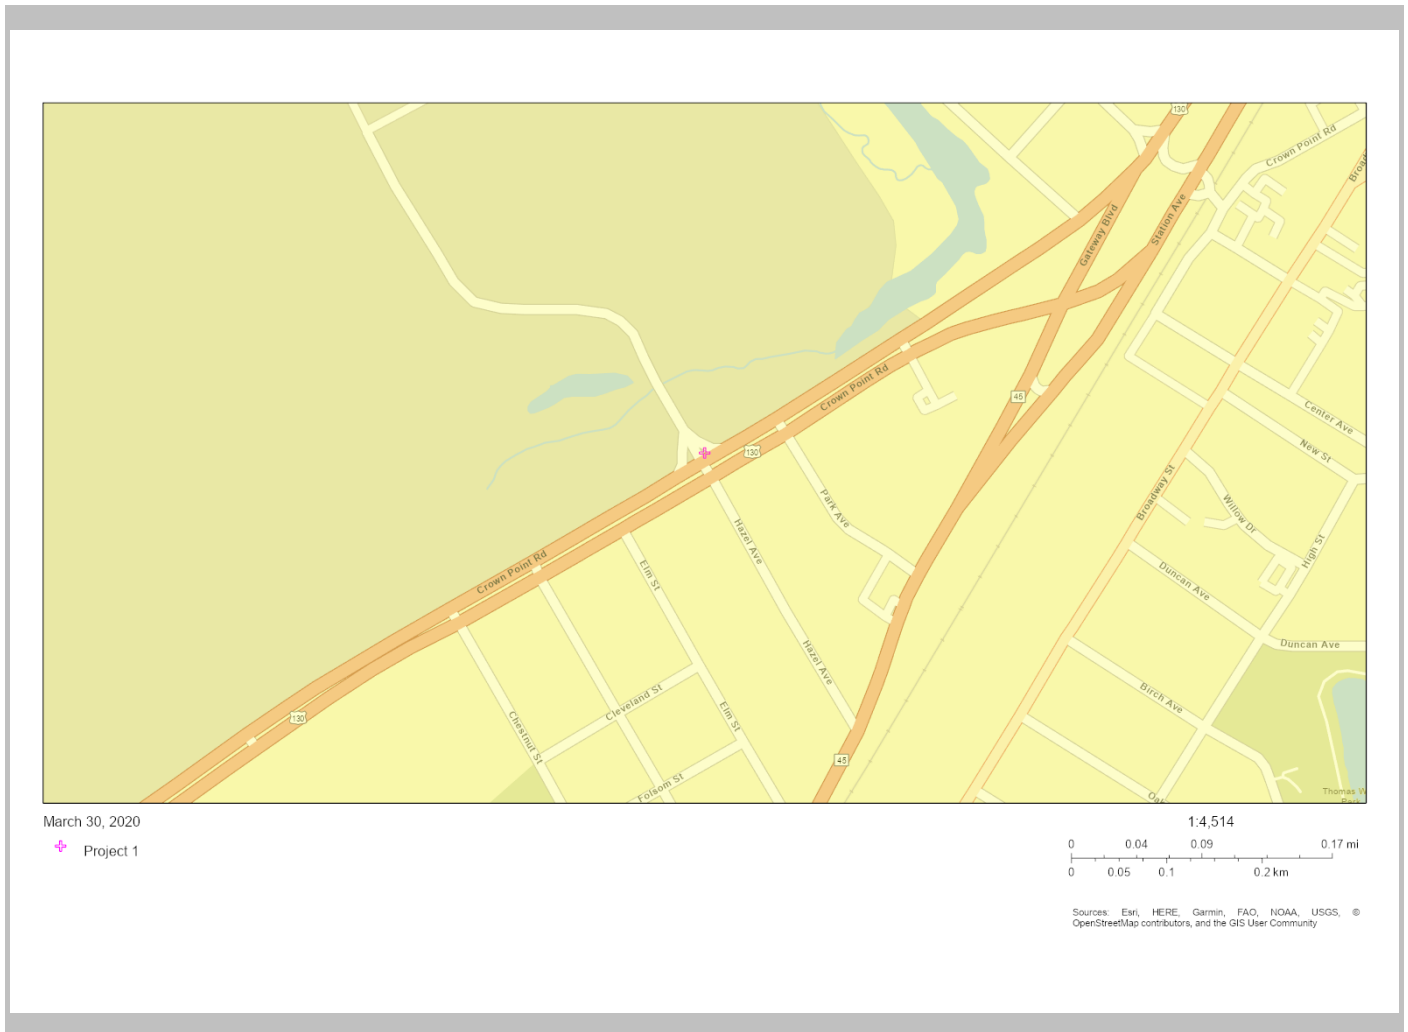 130
Crown Point Rd
Broad
Station Ave
Gateway Blvd
Crown Point Rd
45
Center Ave
New St
130
Broadway St
Park Ave
Willow Dr
Hazel Ave
High St
Crown Point Rd
Elm St
Duncan Ave
Duncan Ave
Hazel Ave
Birch Ave
Cleveland St
Elm St
130
Chestnut St
45
Folsom St
Thomas W
Park
March 30, 2020
1:4,514
Project 1
0 0.04 0.09 0.17 mi
0 0.05 0.1 0.2 km
Sources: Esri, HERE, Garmin, FAO, NOAA, USGS, ©
OpenStreetMap contributors, and the GIS User Community